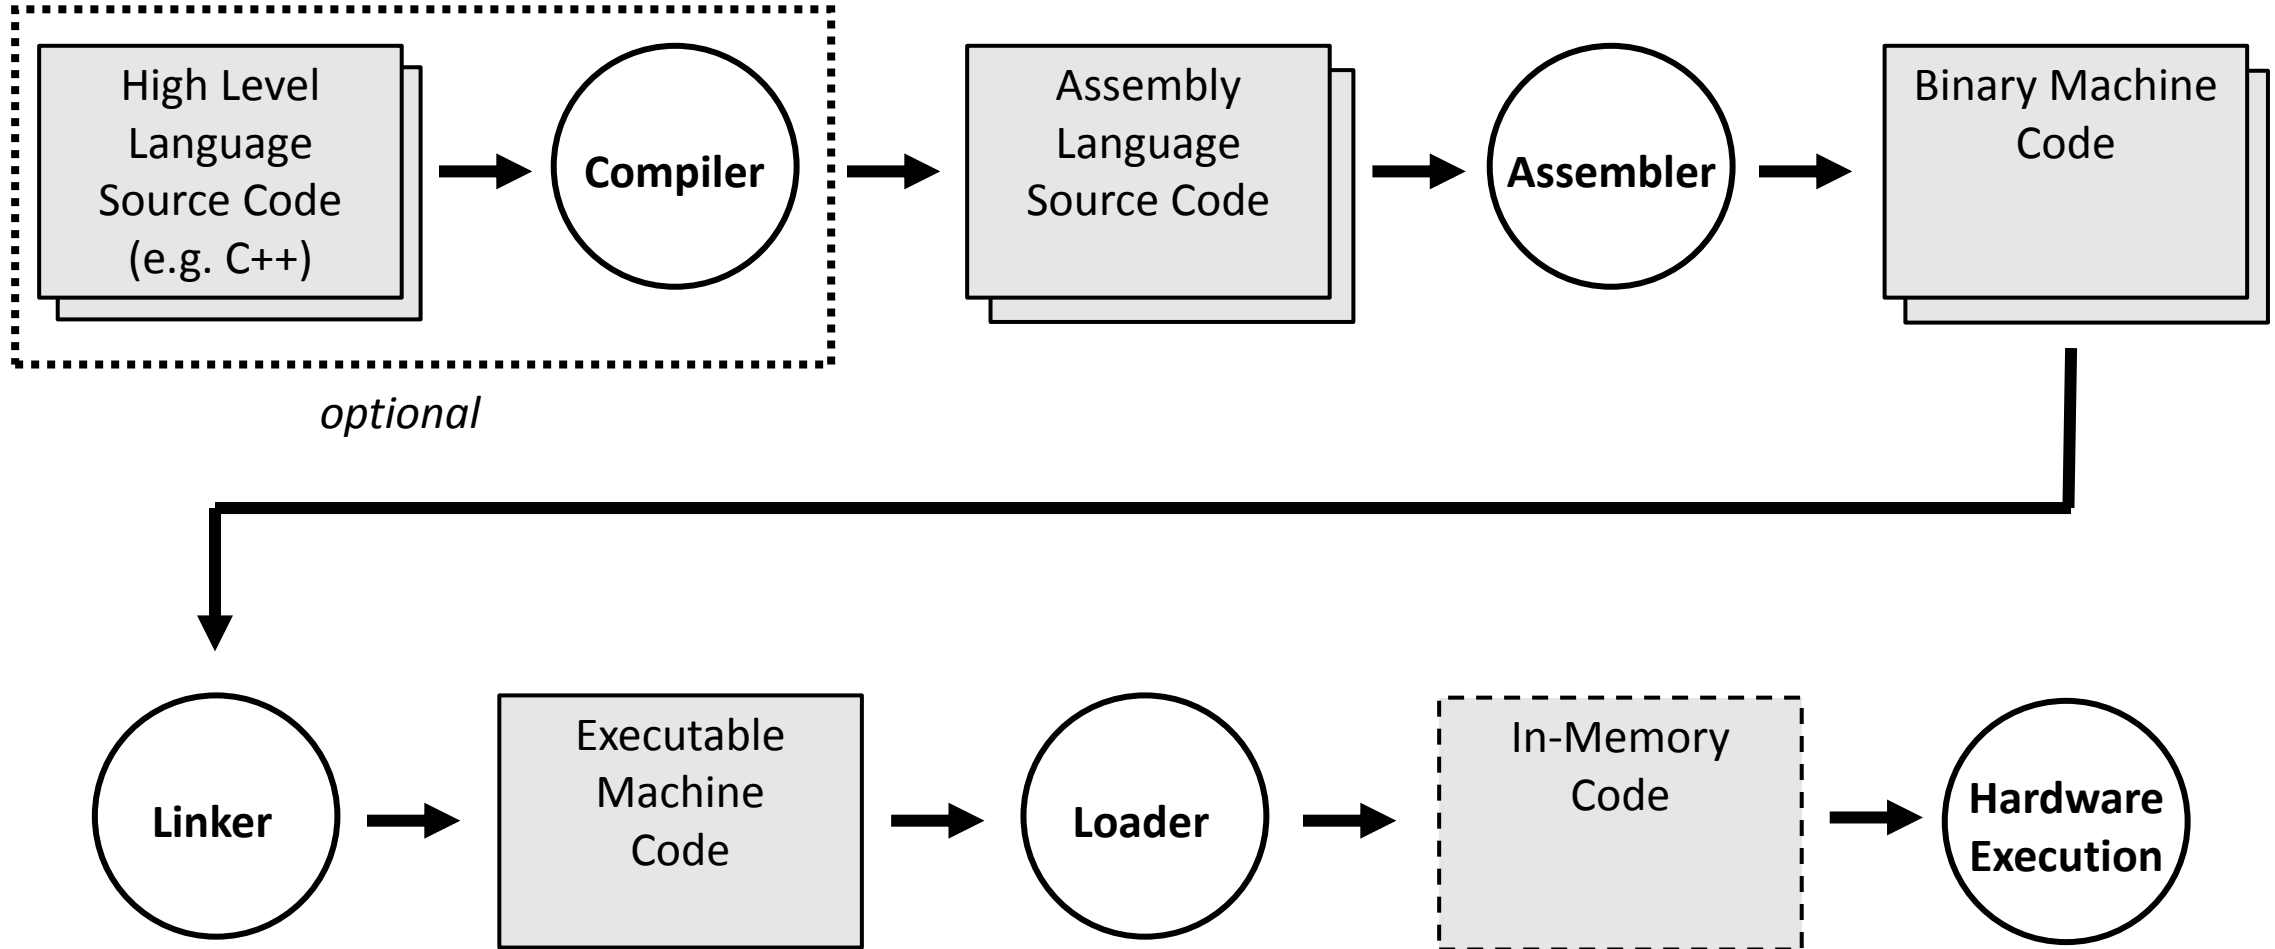 High Level
Language
Source Code
(e.g. C++)
Compiler
Assembly
Language
Source Code
Assembler
Binary Machine
Code
optional
Linker
Executable
Machine
Code
Loader
In-Memory
Code
Hardware
Execution